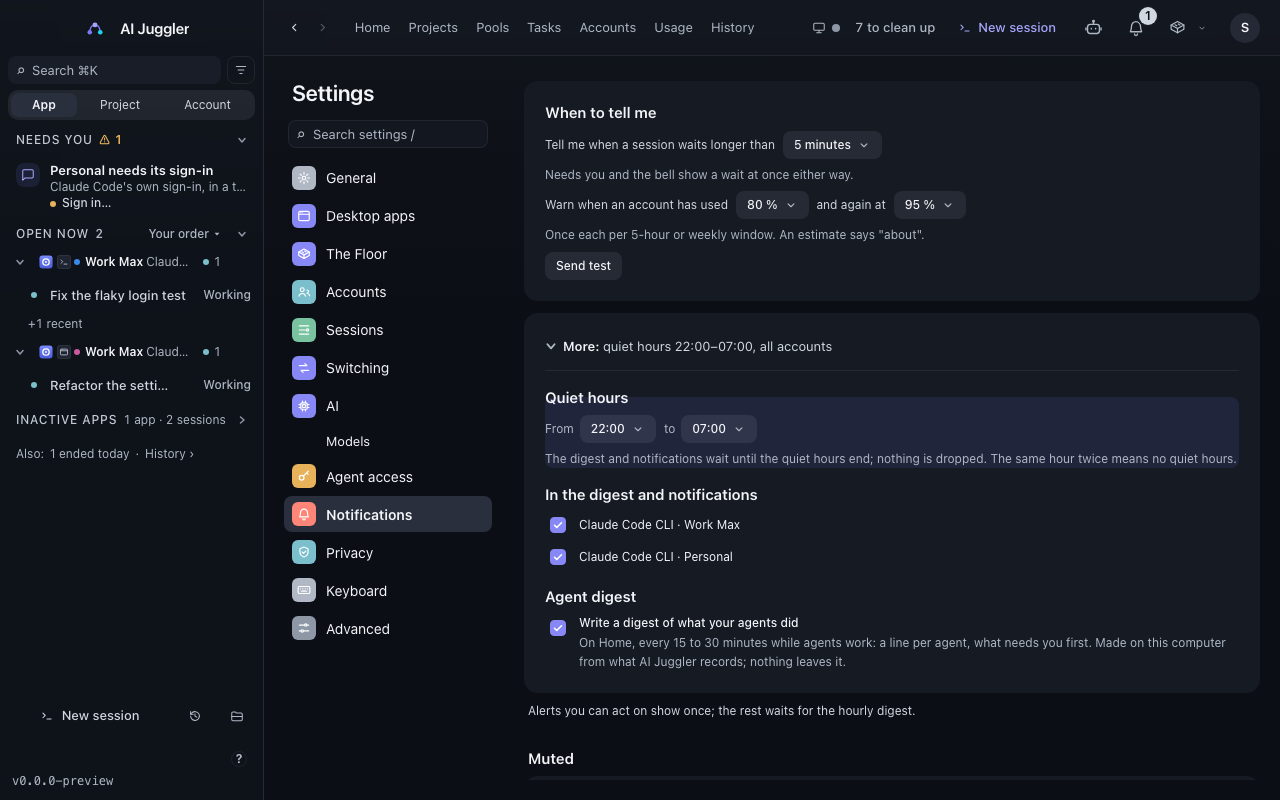 AI Juggler
Search ⌘K
App
Project
Account
NEEDS YOU 1
Personal needs its sign-in
Claude Code's own sign-in, in a t…
Sign in…
OPEN NOW 2
Your order
Work Max Claud… 1
Fix the flaky login test Working
+1 recent
Work Max Claud… 1
Refactor the setti… Working
INACTIVE APPS 1 app · 2 sessions
Also: 1 ended today · History ›
New session
?
v0.0.0-preview
Home Projects Pools Tasks Accounts Usage History
7 to clean up
New session
1
S
Settings
Search settings /
General
Desktop apps
The Floor
Accounts
Sessions
Switching
AI
Models
Agent access
Notifications
Privacy
Keyboard
Advanced
When to tell me
Tell me when a session waits longer than 5 minutes
Needs you and the bell show a wait at once either way.
Warn when an account has used 80 % and again at 95 %
Once each per 5-hour or weekly window. An estimate says "about".
Send test
More: quiet hours 22:00–07:00, all accounts
Quiet hours
From 22:00 to 07:00
The digest and notifications wait until the quiet hours end; nothing is dropped. The same hour twice means no quiet hours.
In the digest and notifications
Claude Code CLI · Work Max
Claude Code CLI · Personal
Agent digest
Write a digest of what your agents did
On Home, every 15 to 30 minutes while agents work: a line per agent, what needs you first. Made on this computer
from what AI Juggler records; nothing leaves it.
Alerts you can act on show once; the rest waits for the hourly digest.
Muted